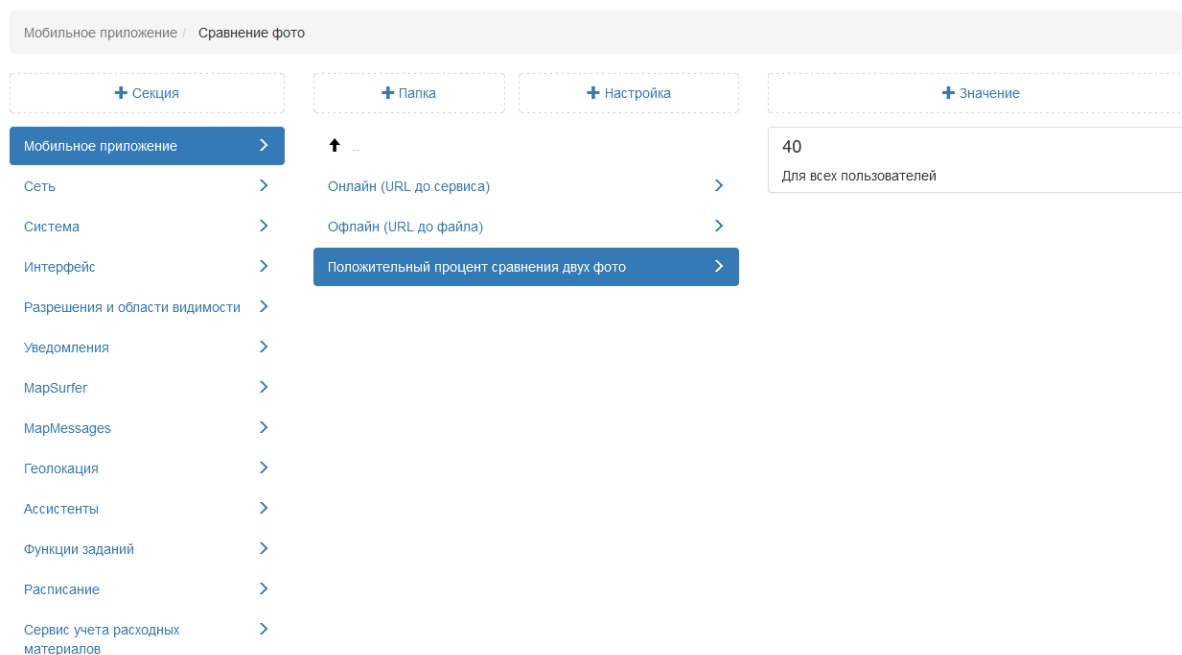 Мобильное приложение / Сравнение фото
+ Секция
+ Папка
+ Настройка
+ Значение
Мобильное приложение
Сеть
Система
Интерфейс
Разрешения и области видимости
Уведомления
MapSurfer
MapMessages
Геолокация
Ассистенты
Функции заданий
Расписание
Сервис учета расходных
материалов
..
Онлайн (URL до сервиса)
Офлайн (URL до файла)
Положительный процент сравнения двух фото
40
Для всех пользователей